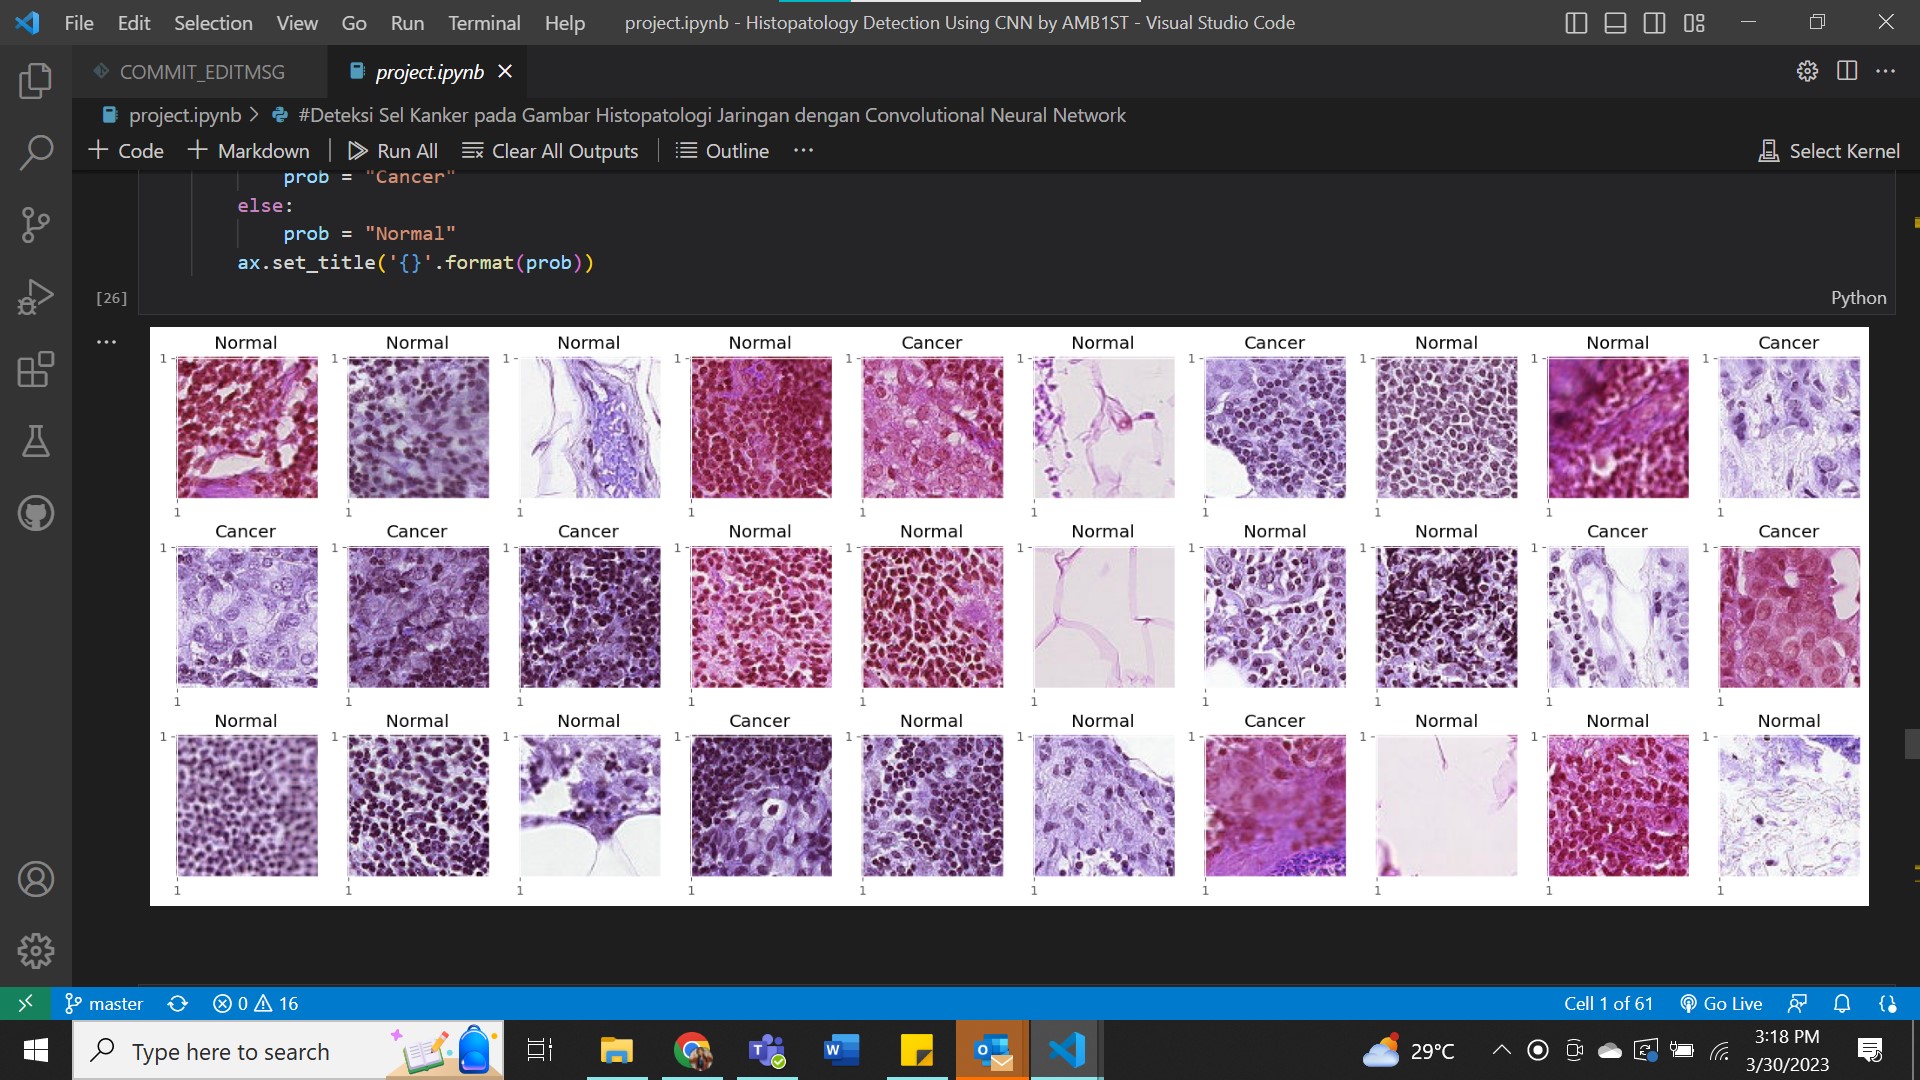 File Edit Selection View Go Run Terminal Help project.ipynb - Histopatology Detection Using CNN by AMB1ST - Visual Studio Code
COMMIT_EDITMSG project.ipynb
project.ipynb > #Deteksi Sel Kanker pada Gambar Histopatologi Jaringan dengan Convolutional Neural Network
+ Code + Markdown Run All Clear All Outputs Outline ... Select Kernel
prob = "Cancer"
else:
prob = "Normal"
ax.set_title('{}'.format(prob))
[26] Python
Normal Normal Normal Normal Cancer Normal Cancer Normal Normal Cancer
1 1 1 1 1 1 1 1 1 1
1 1 1 1 1 1 1 1 1 1
Cancer Cancer Cancer Normal Normal Normal Normal Normal Cancer Cancer
1 1 1 1 1 1 1 1 1 1
1 1 1 1 1 1 1 1 1 1
Normal Normal Normal Cancer Normal Normal Cancer Normal Normal Normal
1 1 1 1 1 1 1 1 1 1
1 1 1 1 1 1 1 1 1 1
master 0 16 Cell 1 of 61 Go Live
Type here to search 29°C 3:18 PM
3/30/2023